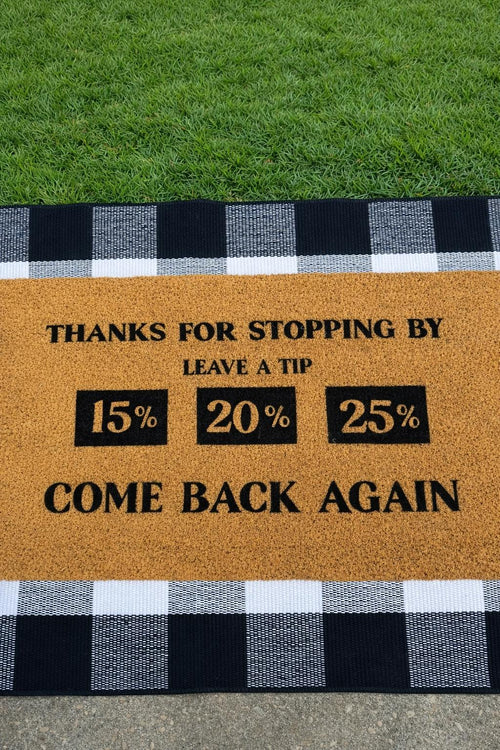 THANKS FOR STOPPING BY
LEAVE A TIP
15% 20% 25%
COME BACK AGAIN